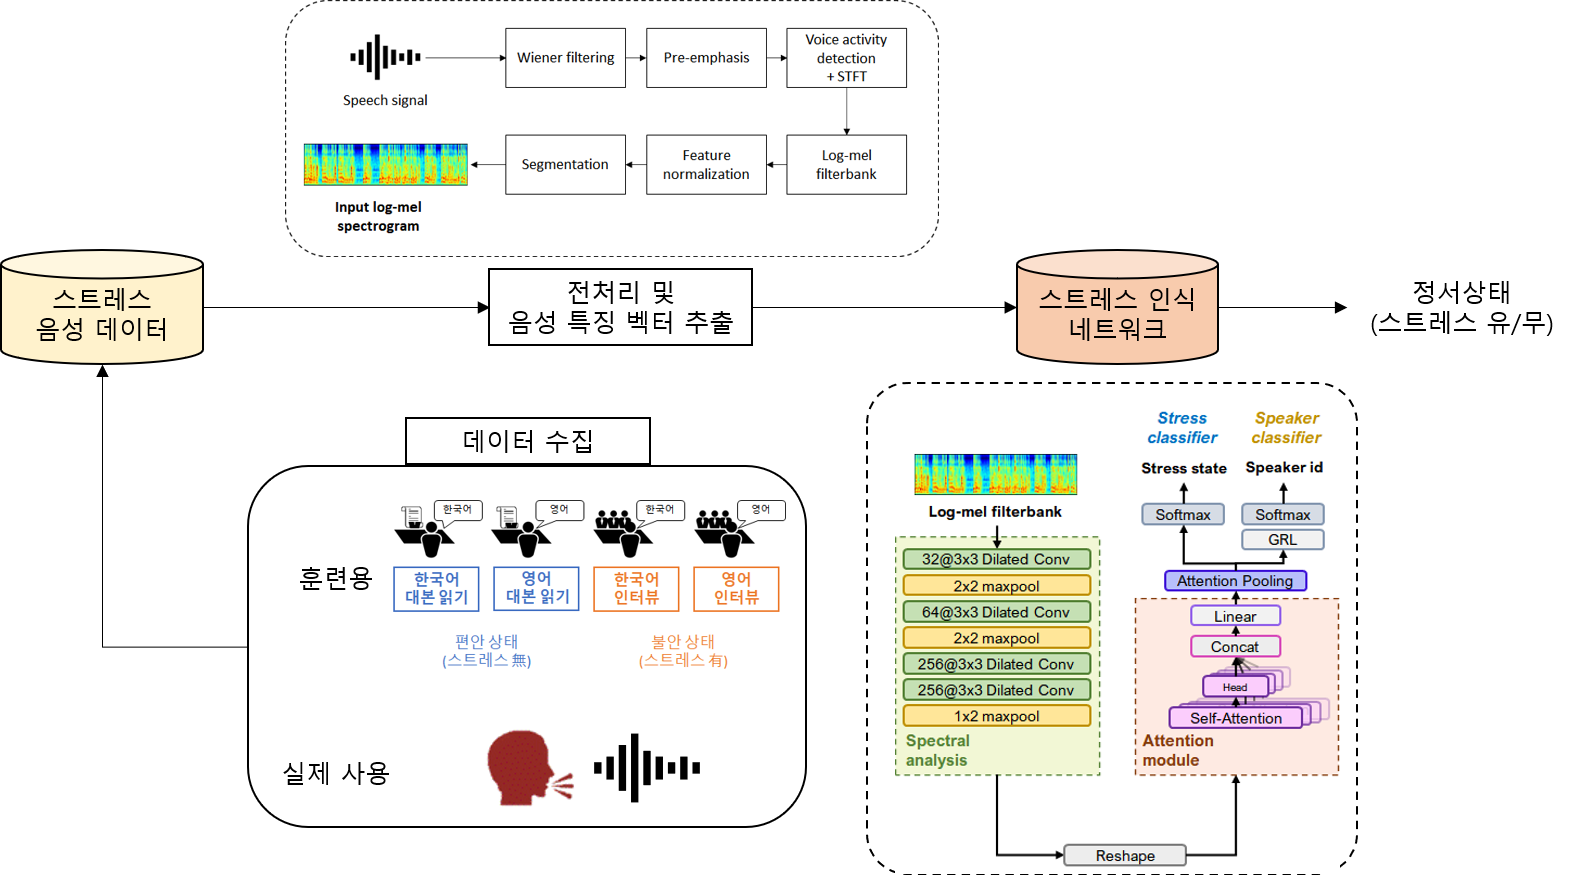 Speech signal
Wiener filtering
Pre-emphasis
Voice activity
detection
+ STFT
Log-mel
filterbank
Feature
normalization
Segmentation
Input log-mel
spectrogram
스트레스
음성 데이터
전처리 및
음성 특징 벡터 추출
스트레스 인식
네트워크
정서상태
(스트레스 유/무)
데이터 수집
한국어
영어
한국어
영어
훈련용
한국어
대본 읽기
영어
대본 읽기
한국어
인터뷰
영어
인터뷰
편안 상태
(스트레스 無)
불안 상태
(스트레스 有)
실제 사용
Log-mel filterbank
32@3x3 Dilated Conv
2x2 maxpool
64@3x3 Dilated Conv
2x2 maxpool
256@3x3 Dilated Conv
256@3x3 Dilated Conv
1x2 maxpool
Spectral
analysis
Reshape
Stress
classifier
Speaker
classifier
Stress state
Speaker id
Softmax
Softmax
GRL
Attention Pooling
Linear
Concat
Head
Self-Attention
Attention
module